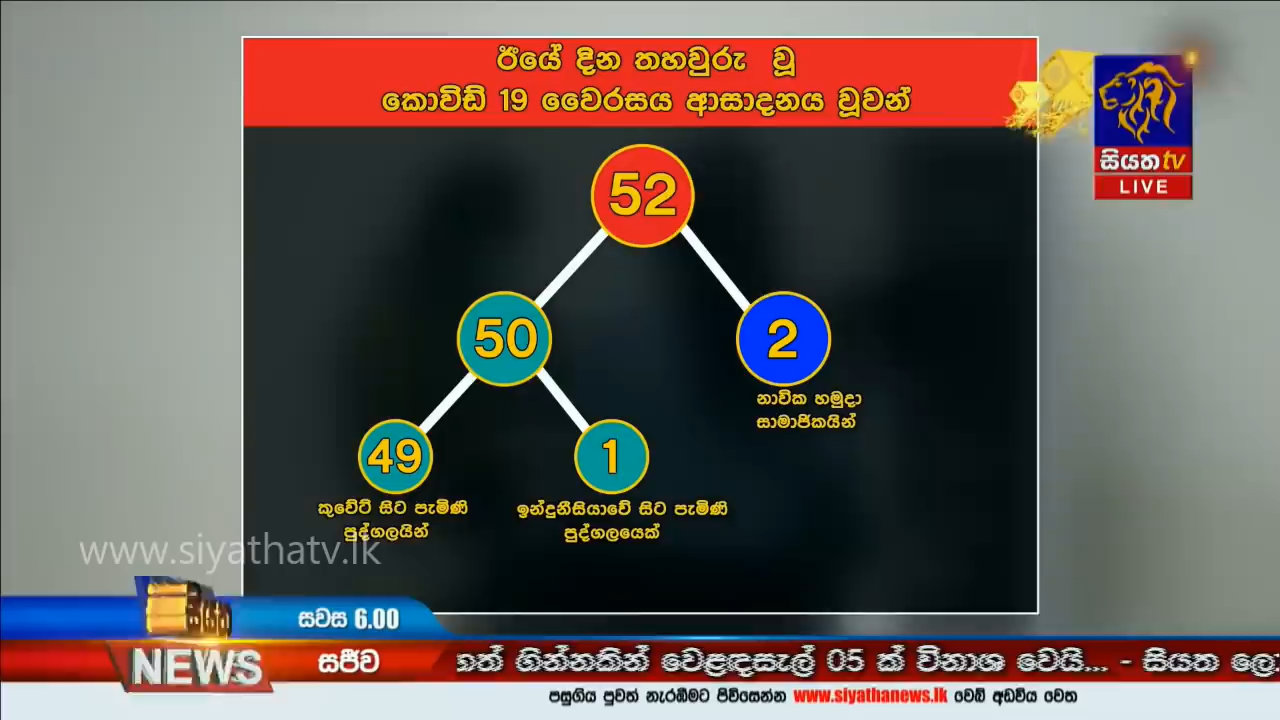 ඊයේ දින තහවුරු වූ
කොවිඩ් 19 වෛරසය ආසාදනය වූවන්
සියත tv
LIVE
52
50
2
නාවික හමුදා
සාමාජිකයින්
49
1
කුවේට් සිට පැමිණි
පුද්ගලයින්
ඉන්දුනීසියාවේ සිට පැමිණි
පුද්ගලයෙක්
www.siyathatv.lk
සවස 6.00
NEWS
සජීව
ගින්නකින් වෙළඳසැල් 05 ක් විනාශ වෙයි... - සියත
පසුගිය පුවත් නැරඹීමට පිවිසෙන්න www.siyathanews.lk වෙබ් අඩවිය වෙත